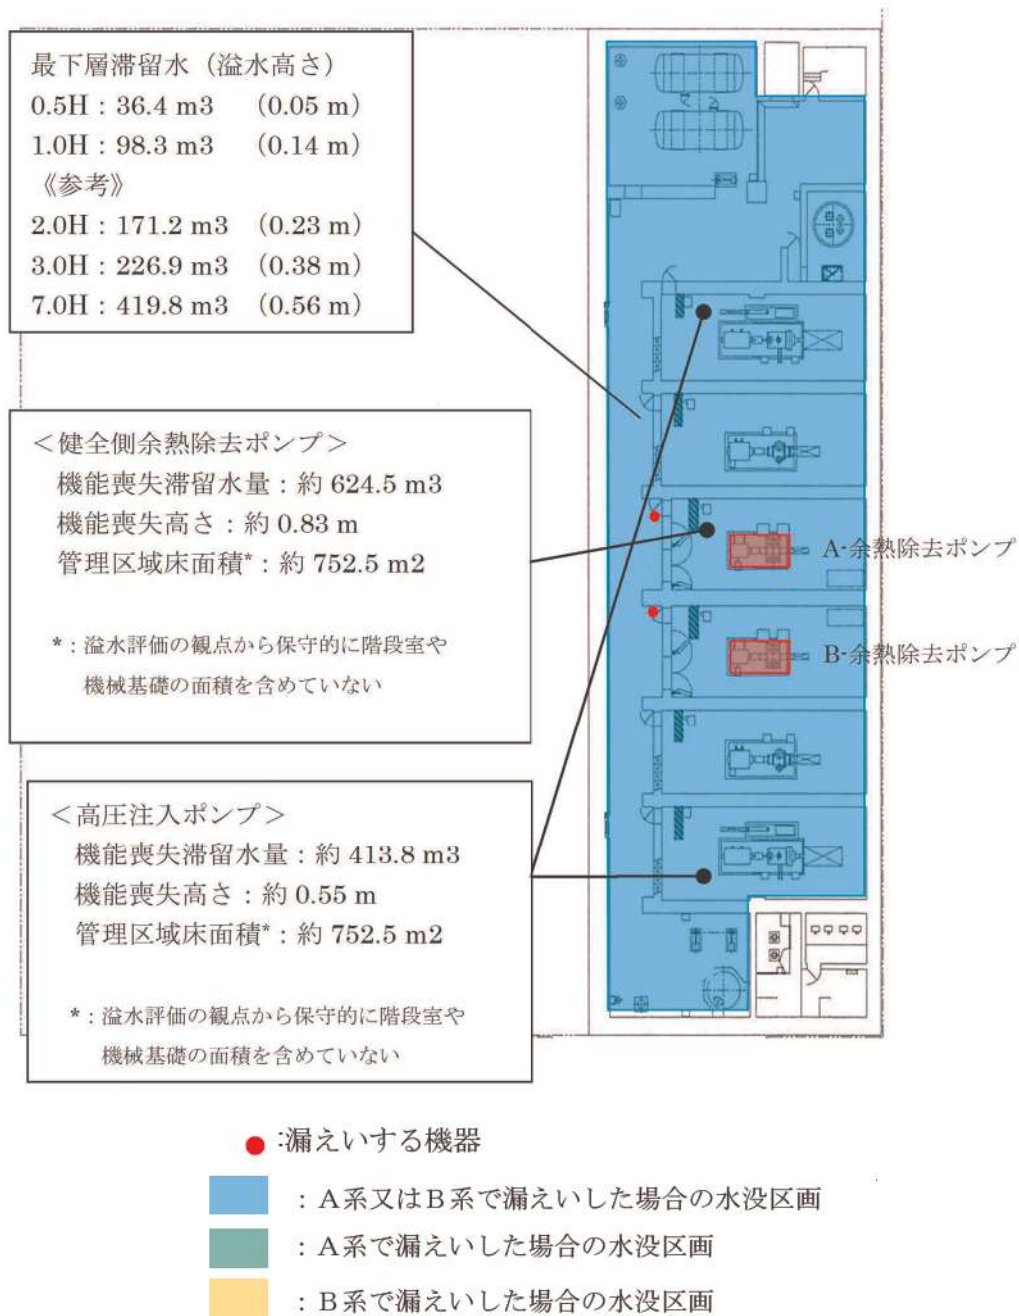 最下層滞留水（溢水高さ）
0.5H：36.4 m3 （0.05 m）
1.0H：98.3 m3 （0.14 m）
《参考》
2.0H：171.2 m3 （0.23 m）
3.0H：226.9 m3 （0.38 m）
7.0H：419.8 m3 （0.56 m）
＜健全側余熱除去ポンプ＞
機能喪失滞留水量：約 624.5 m3
機能喪失高さ：約 0.83 m
管理区域床面積*：約 752.5 m2
*：溢水評価の観点から保守的に階段室や
機械基礎の面積を含めていない
A-余熱除去ポンプ
B-余熱除去ポンプ
＜高圧注入ポンプ＞
機能喪失滞留水量：約 413.8 m3
機能喪失高さ：約 0.55 m
管理区域床面積*：約 752.5 m2
*：溢水評価の観点から保守的に階段室や
機械基礎の面積を含めていない
:漏えいする機器
：A系又はB系で漏えいした場合の水没区画
：A系で漏えいした場合の水没区画
：B系で漏えいした場合の水没区画